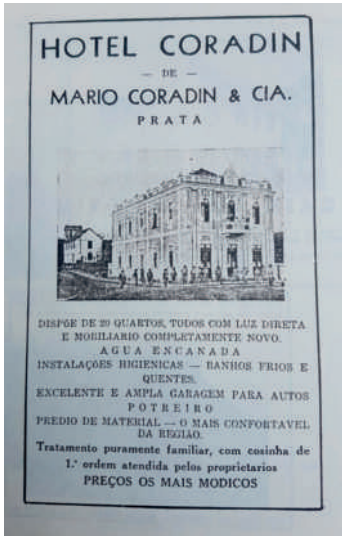 HOTEL CORADIN
— DE —
MARIO CORADIN & CIA.
PRATA
DISPÕE DE 20 QUARTOS, TODOS COM LUZ DIRETA
E MOBILIARIO COMPLETAMENTE NOVO.
AGUA ENCANADA
INSTALAÇÕES HIGIENICAS — BANHOS FRIOS E
QUENTES.
EXCELENTE E AMPLA GARAGEM PARA AUTOS
POTREIRO
PREDIO DE MATERIAL — O MAIS CONFORTAVEL
DA REGIÃO.
Tratamento puramente familiar, com cosinha de
1.ª ordem atendida pelos proprietarios
PREÇOS OS MAIS MODICOS